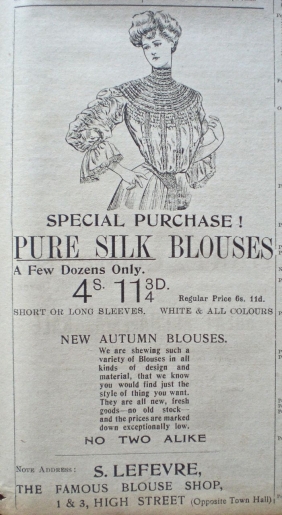 SPECIAL PURCHASE!
PURE SILK BLOUSES
A Few Dozens Only.
4S. 11¾D. Regular Price 6s. 11d.
SHORT OR LONG SLEEVES. WHITE & ALL COLOURS
NEW AUTUMN BLOUSES.
We are shewing such a
variety of Blouses in all
kinds of design and
material, that we know
you would find just the
style of thing you want.
They are all new, fresh
goods—no old stock—
and the prices are marked
down exceptionally low.
NO TWO ALIKE
NOTE ADDRESS: S. LEFEVRE,
THE FAMOUS BLOUSE SHOP,
1 & 3, HIGH STREET (Opposite Town Hall)